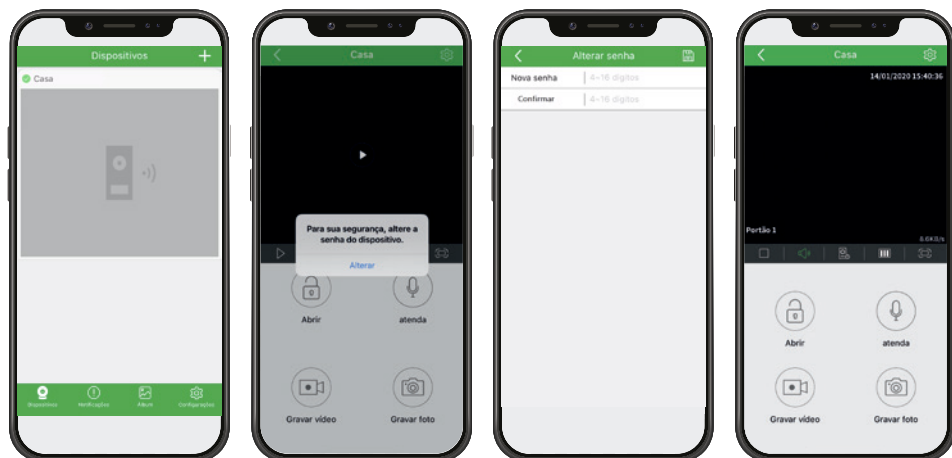 Dispositivos
Casa
Dispositivos
Notificações
Álbum
Configurações
Casa
Para sua segurança, altere a
senha do dispositivo.
Alterar
Abrir
atenda
Gravar vídeo
Gravar foto
Alterar senha
Nova senha
4~16 dígitos
Confirmar
4~16 dígitos
Casa
14/01/2020 15:40:36
Portão 1
8.6KB/s
Abrir
atenda
Gravar vídeo
Gravar foto